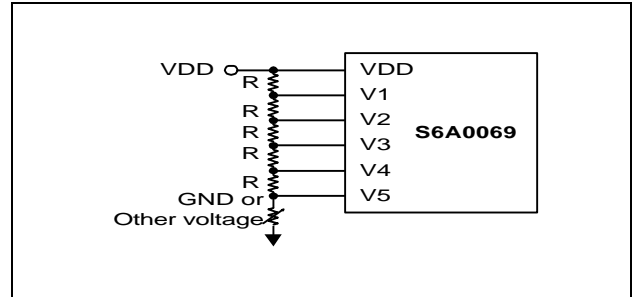 VDD VDD
R
V1
R
V2
R
V3
S6A0069
R
V4
R
V5
GND or
Other voltage